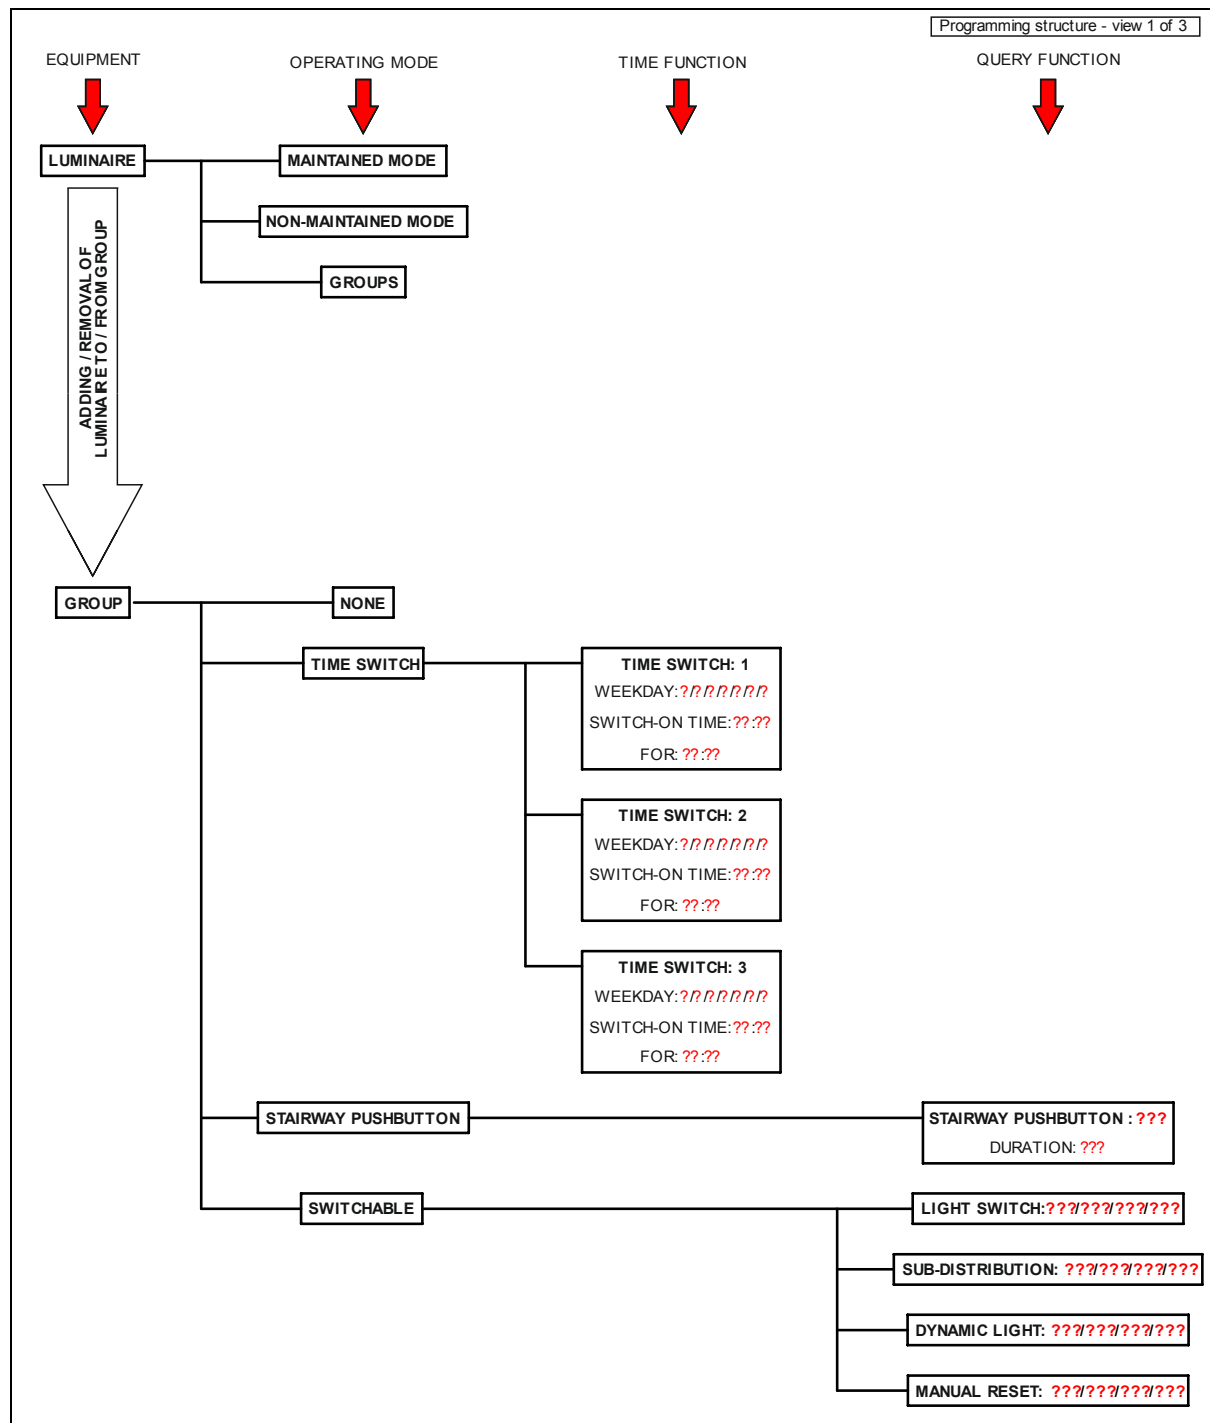 Programming structure - view 1 of 3
EQUIPMENT
OPERATING MODE
TIME FUNCTION
QUERY FUNCTION
LUMINAIRE
MAINTAINED MODE
NON-MAINTAINED MODE
GROUPS
ADDING / REMOVAL OF
LUMINAIRE TO / FROM GROUP
GROUP
NONE
TIME SWITCH
TIME SWITCH: 1
WEEKDAY: ?/?/?/?/?/?/?
SWITCH-ON TIME: ??:??
FOR: ??:??
TIME SWITCH: 2
WEEKDAY: ?/?/?/?/?/?/?
SWITCH-ON TIME: ??:??
FOR: ??:??
TIME SWITCH: 3
WEEKDAY: ?/?/?/?/?/?/?
SWITCH-ON TIME: ??:??
FOR: ??:??
STAIRWAY PUSHBUTTON
STAIRWAY PUSHBUTTON : ???
DURATION: ???
SWITCHABLE
LIGHT SWITCH:???/???/???/???
SUB-DISTRIBUTION: ???/???/???/???
DYNAMIC LIGHT: ???/???/???/???
MANUAL RESET: ???/???/???/???